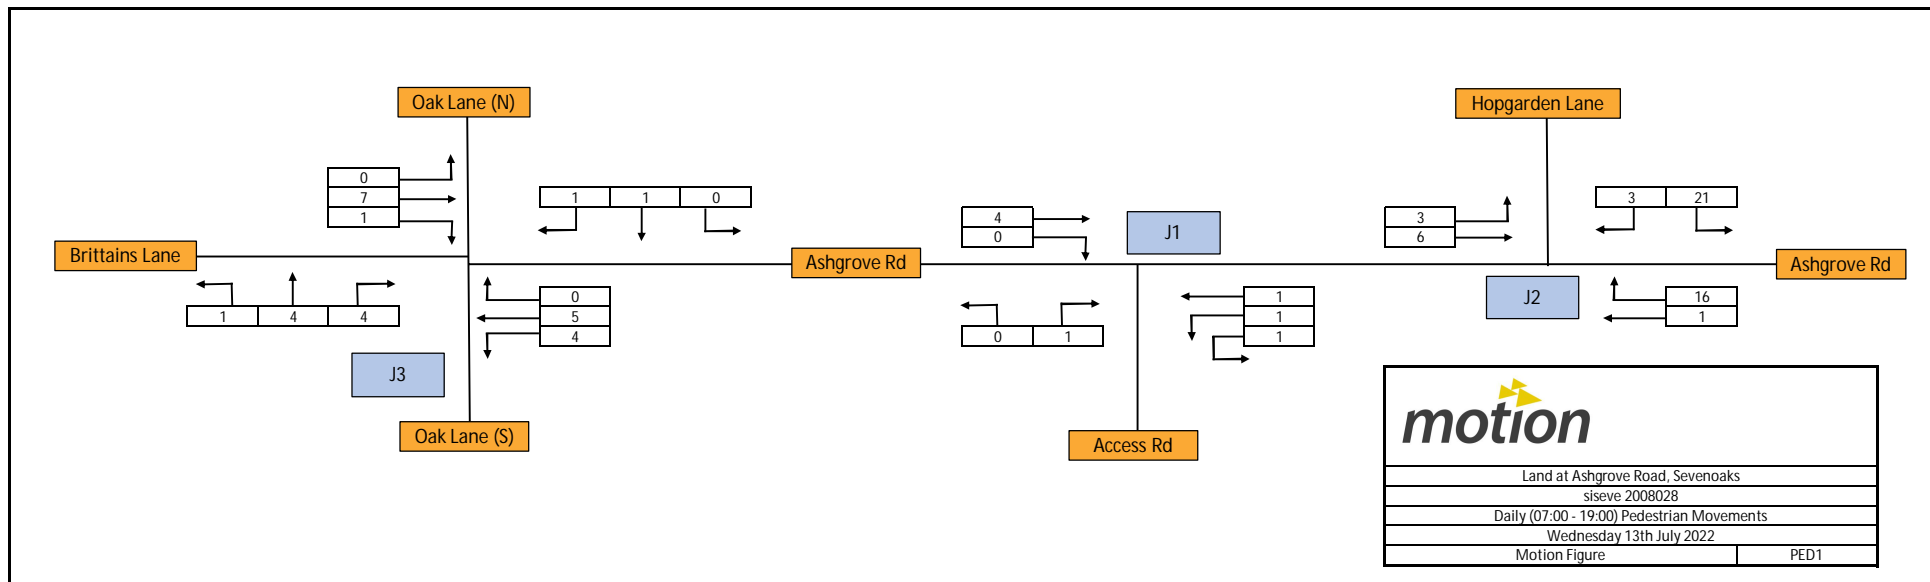 Oak Lane (N)
Hopgarden Lane
0
7
1
1 1 0
3 21
4
0
J1
3
6
Brittains Lane
Ashgrove Rd
Ashgrove Rd
1 4 4
0
5
4
0 1
1
1
1
J2
16
1
J3
Oak Lane (S)
Access Rd
motion
Land at Ashgrove Road, Sevenoaks
siseve 2008028
Daily (07:00 - 19:00) Pedestrian Movements
Wednesday 13th July 2022
Motion Figure PED1